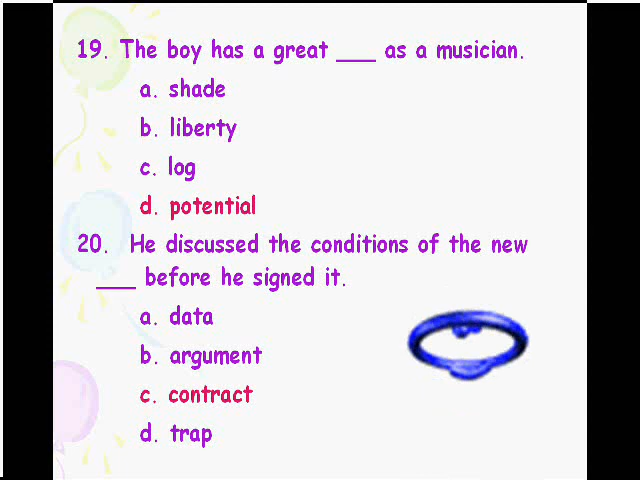 19. The boy has a great ___ as a musician.
a. shade
b. liberty
c. log
d. potential
20. He discussed the conditions of the new
___ before he signed it.
a. data
b. argument
c. contract
d. trap